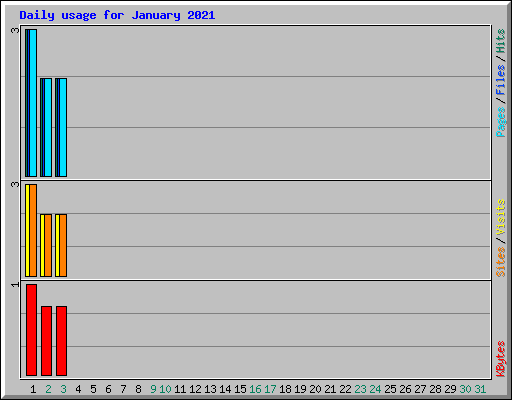 Daily usage for January 2021
3
3
1
Pages/Files/Hits
Sites/Visits
KBytes
1 2 3 4 5 6 7 8 9 10 11 12 13 14 15 16 17 18 19 20 21 22 23 24 25 26 27 28 29 30 31